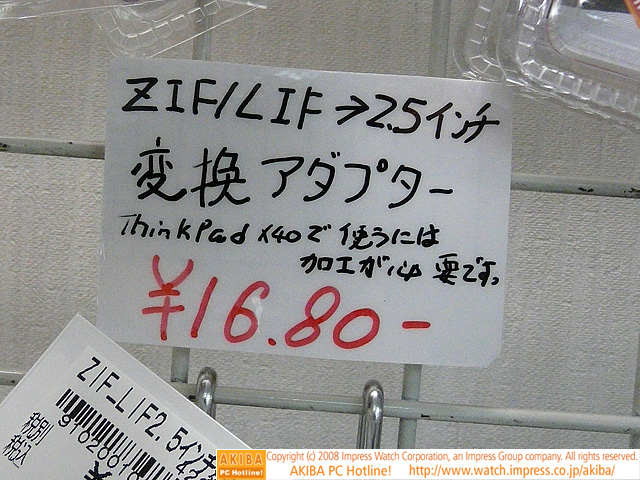 ZIF/LIF→2.5インチ
変換アダプター
ThinkPad X40で使うには
加工が必要です。
¥16.80-
ZIF_LIF2.5インチ
税別
税込
AKIBA PC Hotline!
Copyright (c) 2008 Impress Watch Corporation, an Impress Group company. All rights reserved.
AKIBA PC Hotline! http://www.watch.impress.co.jp/akiba/